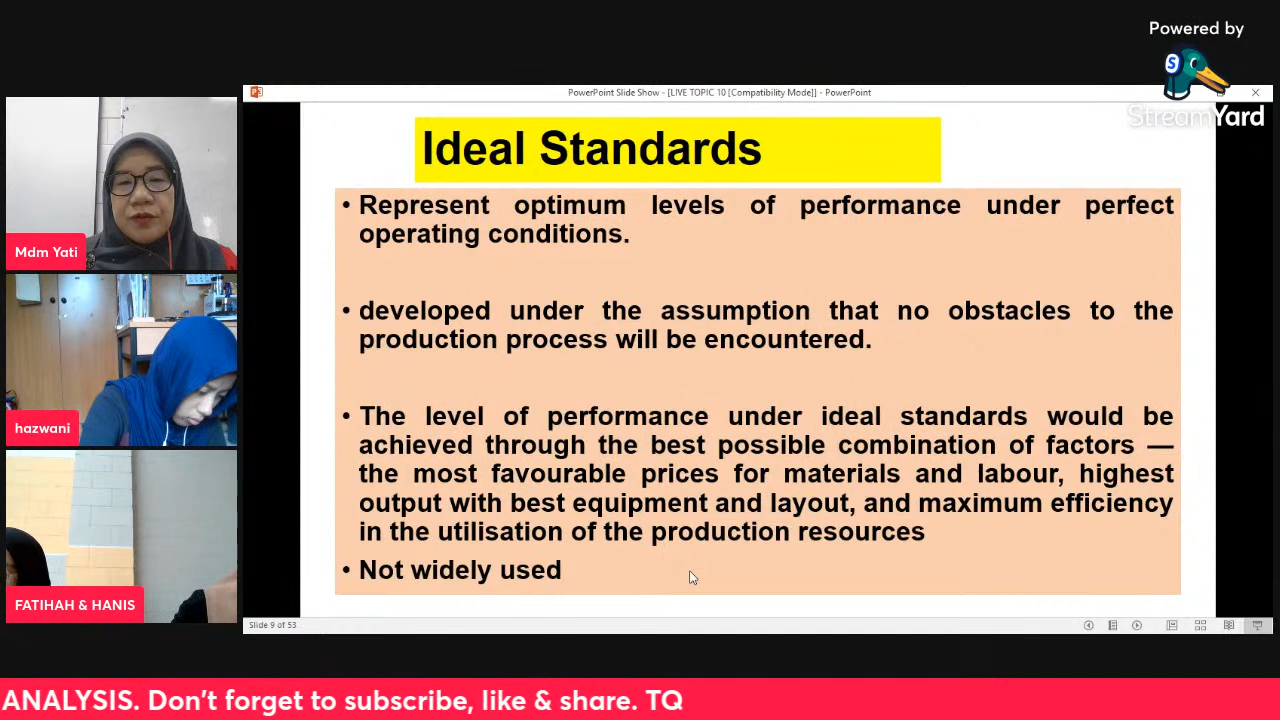 Powered by
StreamYard
PowerPoint Slide Show - [LIVE TOPIC 10 [Compatibility Mode]] - PowerPoint
Ideal Standards
• Represent optimum levels of performance under perfect
operating conditions.
• developed under the assumption that no obstacles to the
production process will be encountered.
• The level of performance under ideal standards would be
achieved through the best possible combination of factors —
the most favourable prices for materials and labour, highest
output with best equipment and layout, and maximum efficiency
in the utilisation of the production resources
• Not widely used
Slide 9 of 53
Mdm Yati
hazwani
FATIHAH & HANIS
ANALYSIS. Don't forget to subscribe, like & share. TQ